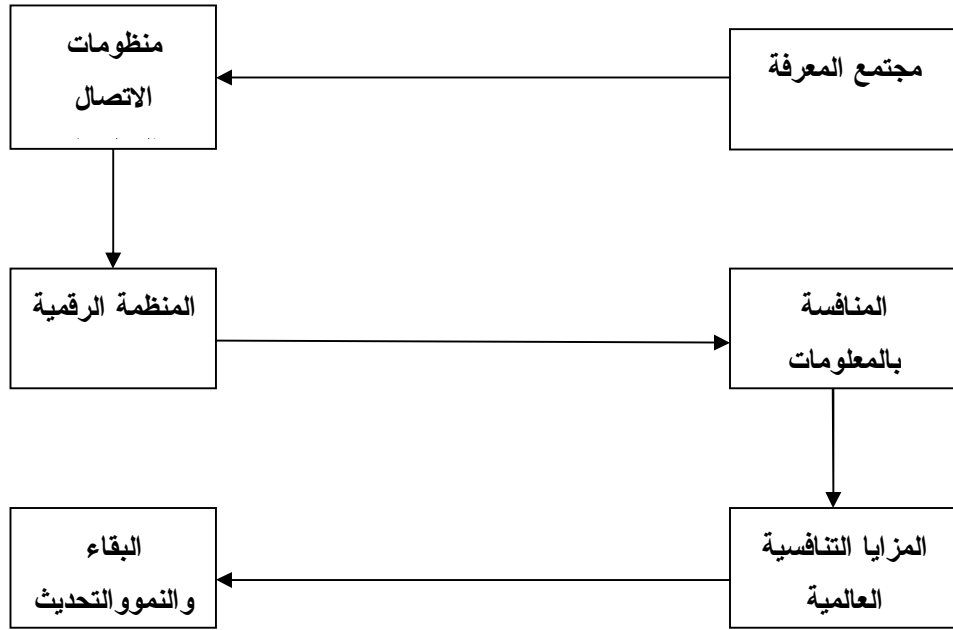 مجتمع المعرفة
منظومات
الاتصال
المنظمة الرقمية
المنافسة
بالمعلومات
المزايا التنافسية
العالمية
البقاء
والنمووالتحديث